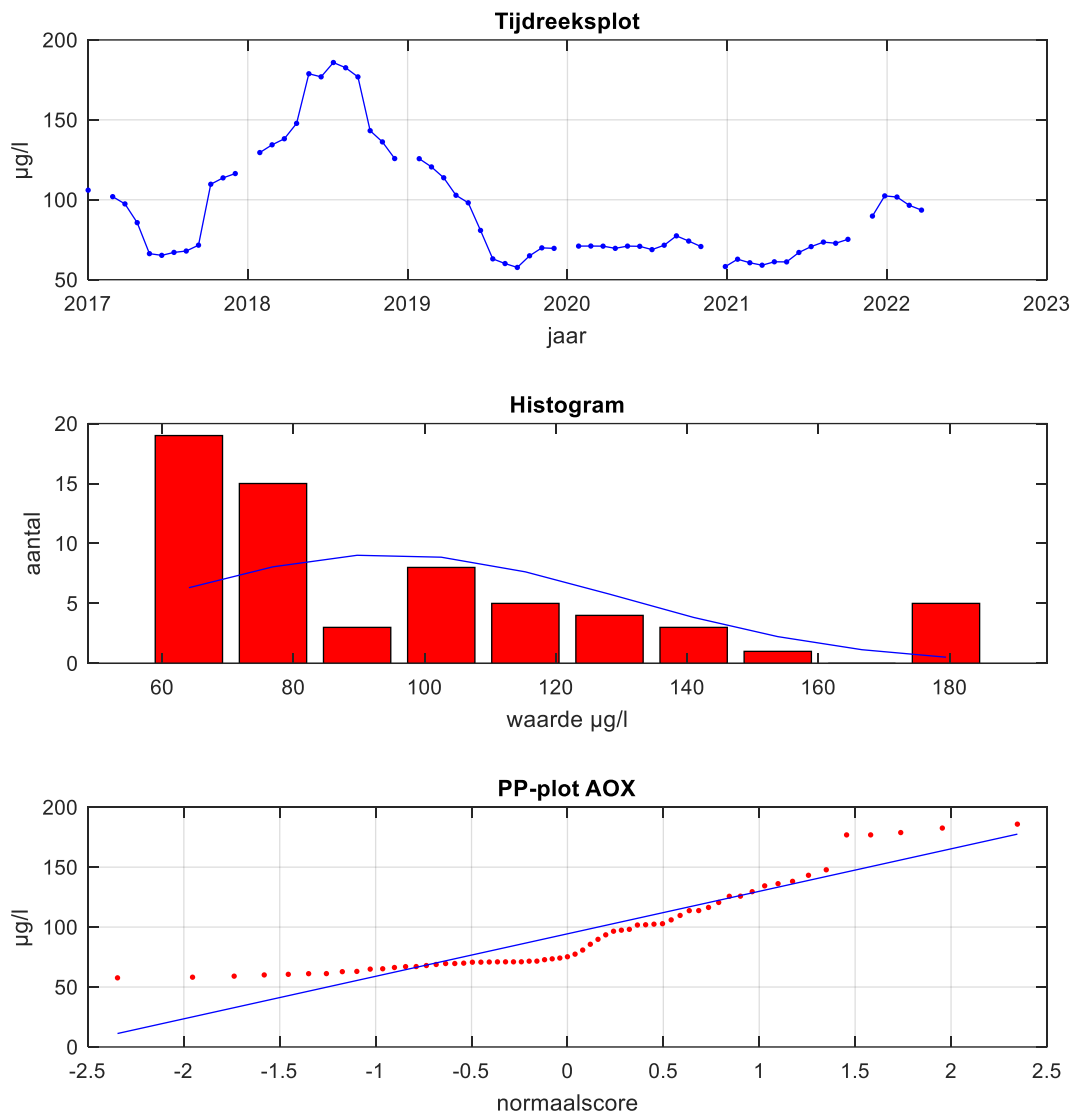 Tijdreeksplot
200
150
100
50
µg/l
2017 2018 2019 2020 2021 2022 2023
jaar
Histogram
20
15
10
5
0
aantal
60 80 100 120 140 160 180
waarde µg/l
PP-plot AOX
200
150
100
50
0
µg/l
-2.5 -2 -1.5 -1 -0.5 0 0.5 1 1.5 2 2.5
normaalscore